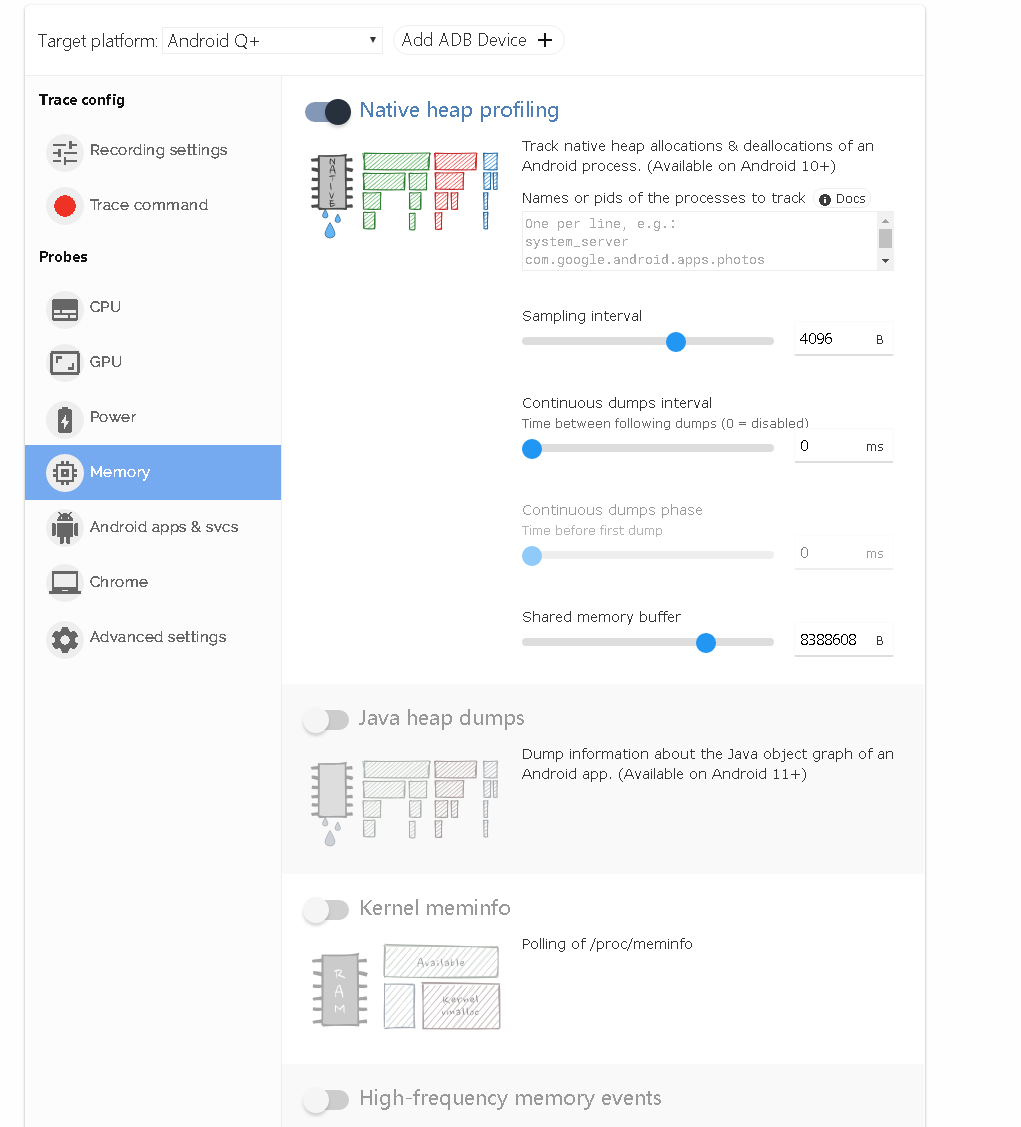 Target platform: Android Q+ Add ADB Device +
Trace config
Recording settings
Trace command
Probes
CPU
GPU
Power
Memory
Android apps & svcs
Chrome
Advanced settings
Native heap profiling
NATIVE
Track native heap allocations & deallocations of an
Android process. (Available on Android 10+)
Names or pids of the processes to track Docs
One per line, e.g.:
system_server
com.google.android.apps.photos
Sampling interval
4096 B
Continuous dumps interval
Time between following dumps (0 = disabled)
0 ms
Continuous dumps phase
Time before first dump
0 ms
Shared memory buffer
8388608 B
Java heap dumps
Dump information about the Java object graph of an
Android app. (Available on Android 11+)
Kernel meminfo
RAM
Available
Kernel
vmalloc
Polling of /proc/meminfo
High-frequency memory events